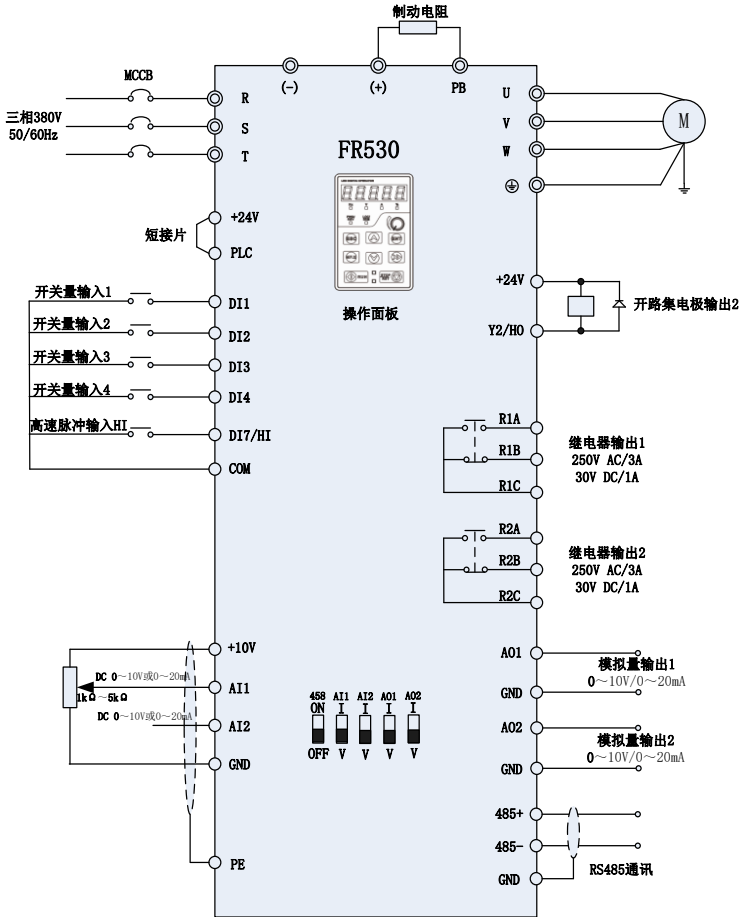 制动电阻
MCCB
(-)
(+)
PB
三相380V
50/60Hz
R
S
T
U
V
W
M
FR530
+24V
短接片
PLC
操作面板
+24V
Y2/HO
开路集电极输出2
开关量输入1
DI1
开关量输入2
DI2
开关量输入3
DI3
开关量输入4
DI4
高速脉冲输入HI
DI7/HI
COM
R1A
R1B
R1C
继电器输出1
250V AC/3A
30V DC/1A
R2A
R2B
R2C
继电器输出2
250V AC/3A
30V DC/1A
+10V
DC 0～10V或0～20mA
AI1
1kΩ～5kΩ
DC 0～10V或0～20mA
AI2
GND
PE
458 AI1 AI2 AO1 AO2
ON I I I I
OFF V V V V
AO1
模拟量输出1
0～10V/0～20mA
GND
AO2
模拟量输出2
0～10V/0～20mA
GND
485+
485-
GND
RS485通讯